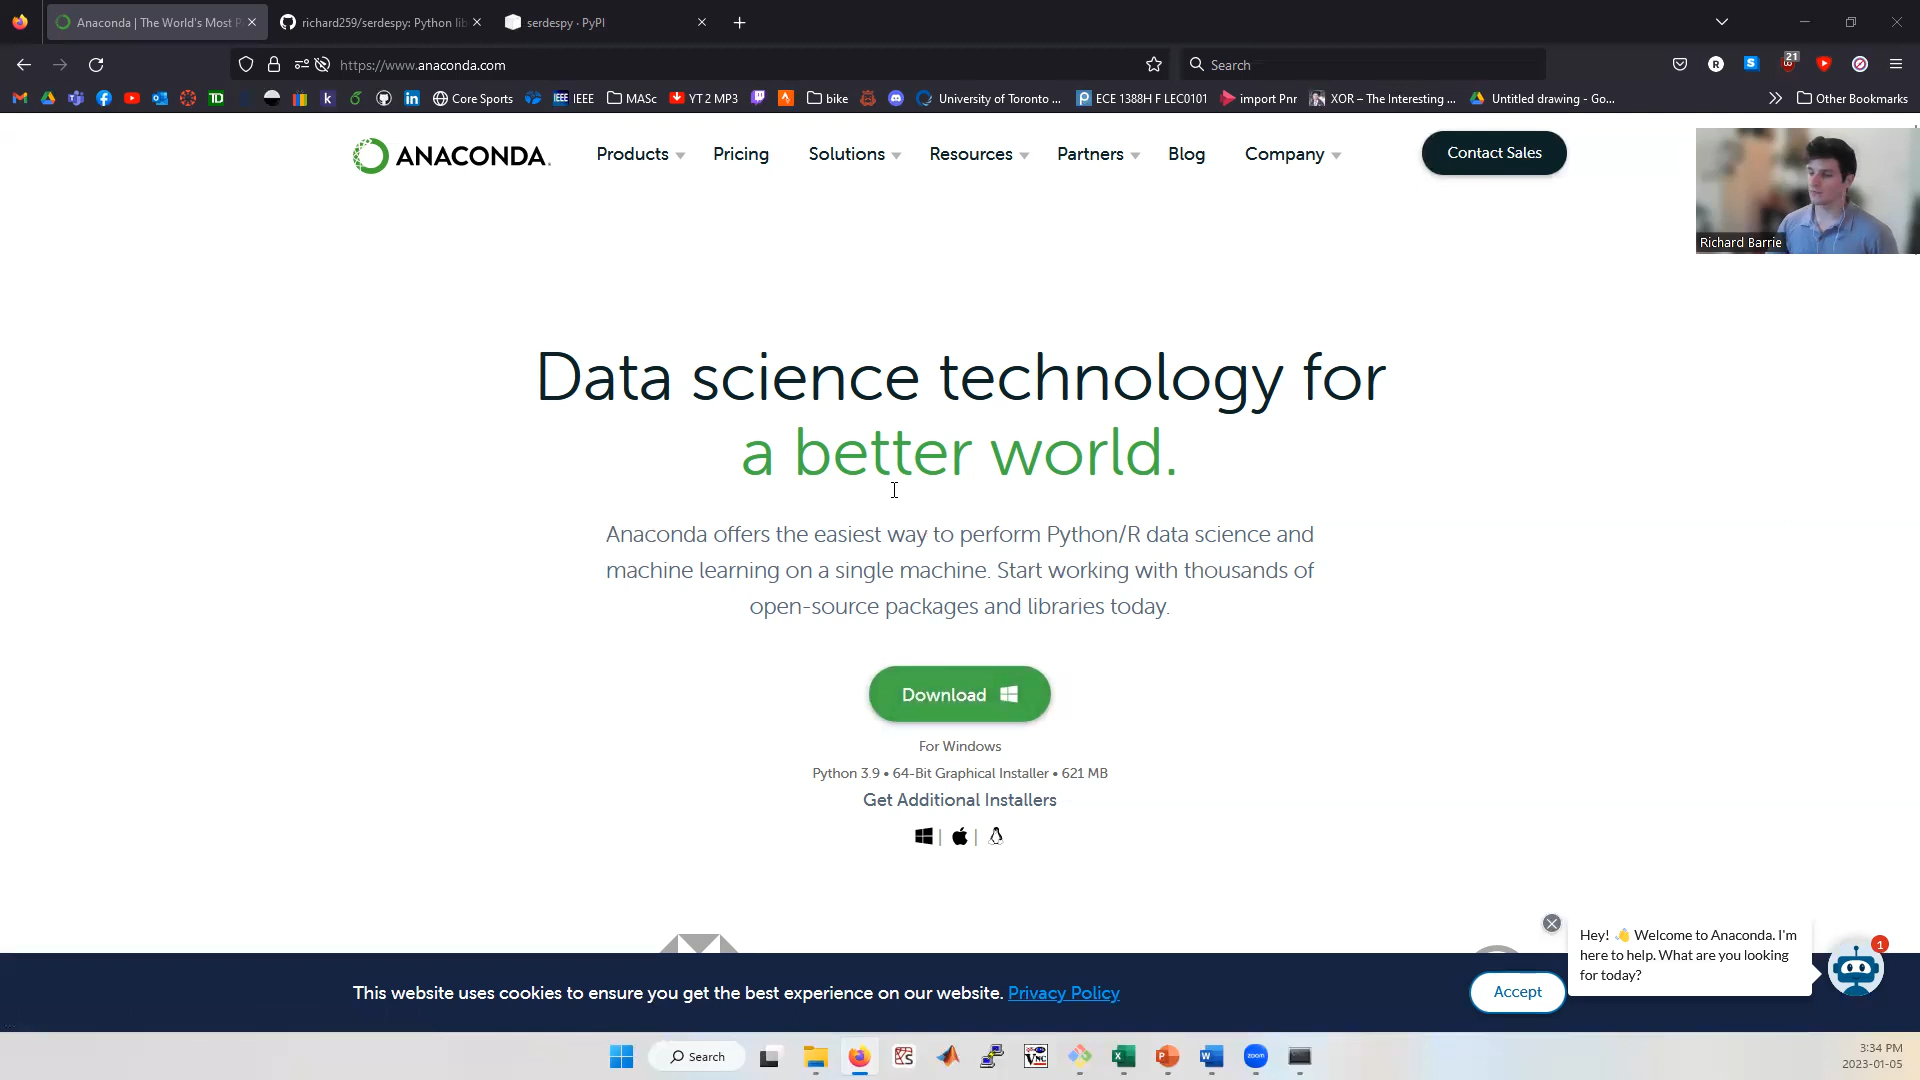 Anaconda | The World's Most P
richard259/serdespy: Python lib
serdespy · PyPI
https://www.anaconda.com
Search
21
TD
Core Sports
IEEE
MASc
YT 2 MP3
bike
University of Toronto ...
ECE 1388H F LEC0101
import Pnr
XOR – The Interesting ...
Untitled drawing - Go...
Other Bookmarks
ANACONDA.
Products
Pricing
Solutions
Resources
Partners
Blog
Company
Contact Sales
Richard Barrie
Data science technology for
a better world.
Anaconda offers the easiest way to perform Python/R data science and
machine learning on a single machine. Start working with thousands of
open-source packages and libraries today.
Download
For Windows
Python 3.9 • 64-Bit Graphical Installer • 621 MB
Get Additional Installers
Hey! 👋 Welcome to Anaconda. I'm
here to help. What are you looking
for today?
1
This website uses cookies to ensure you get the best experience on our website. Privacy Policy
Accept
Search
zoom
3:34 PM
2023-01-05